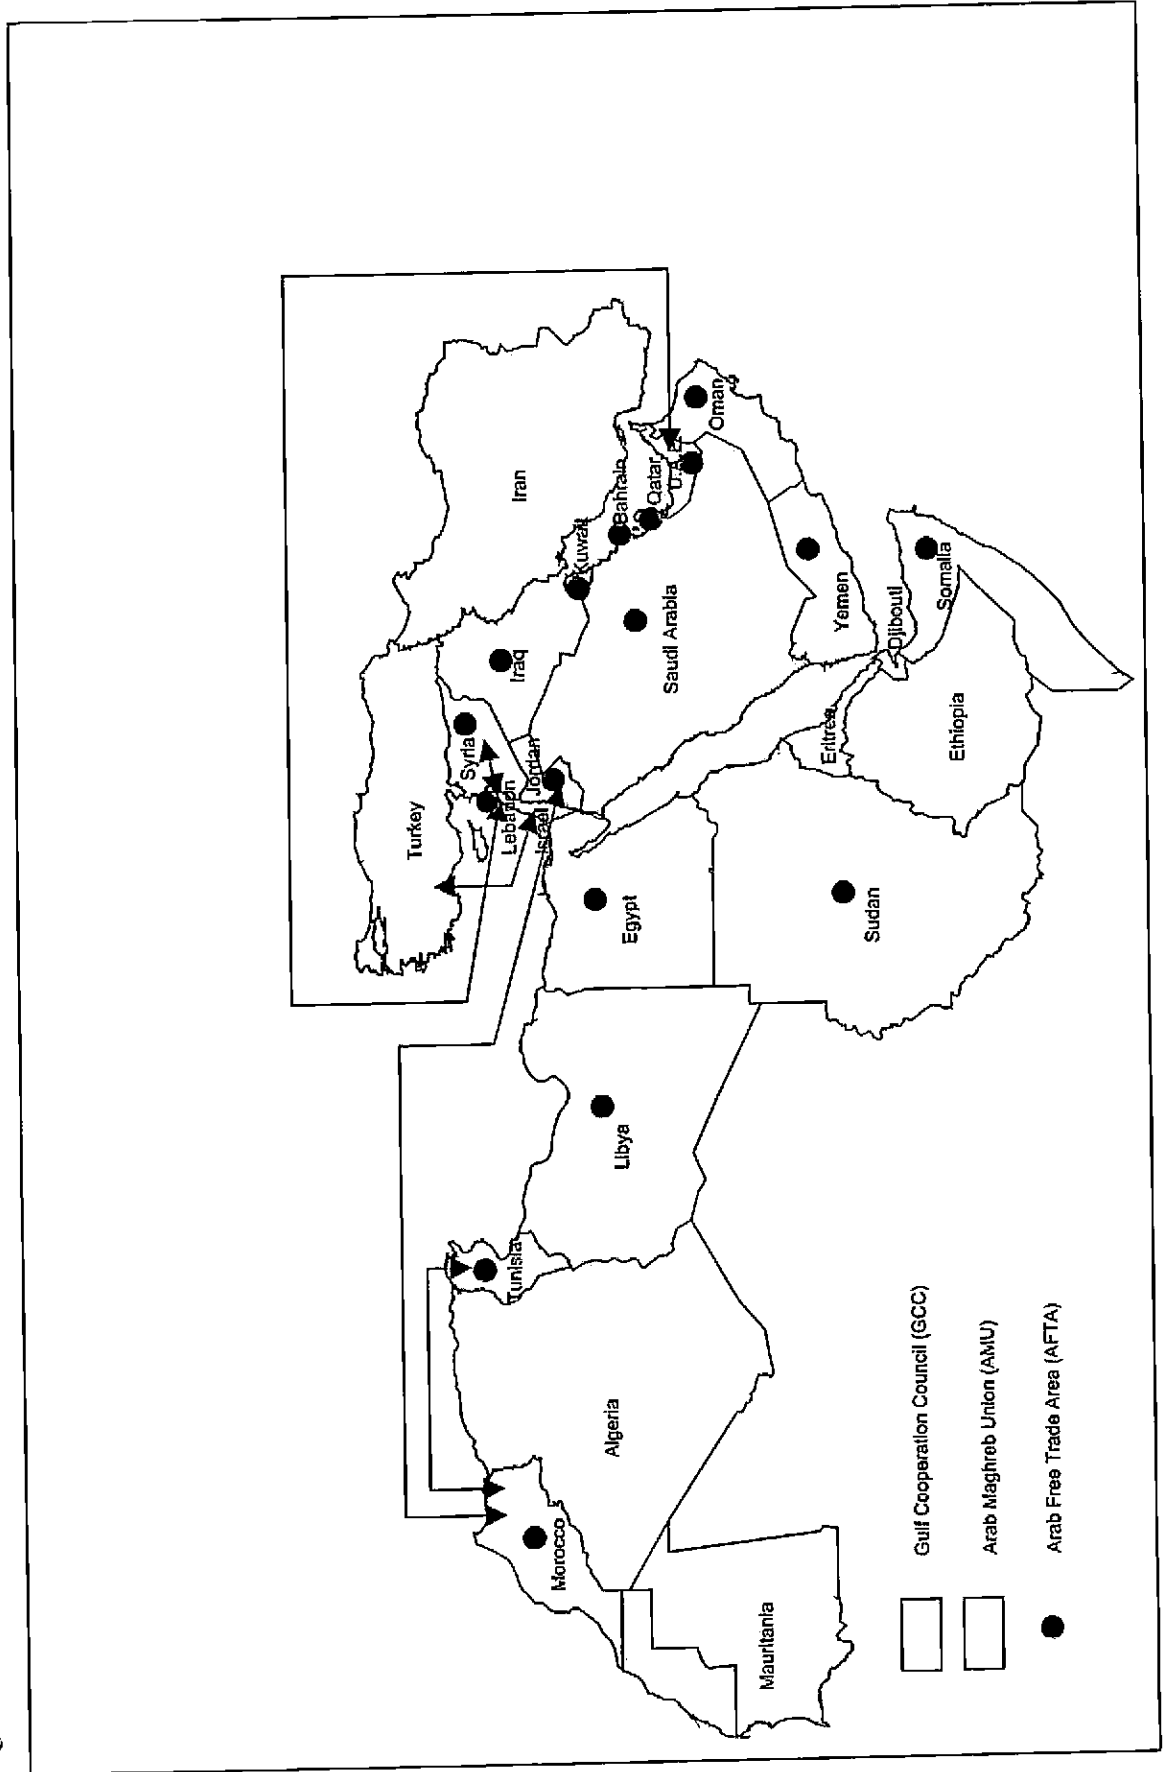 Turkey
Syria
Iraq
Iran
Lebanon
Israel
Jordan
Kuwait
Bahrain
Qatar
U.A.E.
Oman
Saudi Arabia
Yemen
Tunisia
Morocco
Algeria
Libya
Egypt
Mauritania
Sudan
Eritrea
Djibouti
Ethiopia
Somalia
Gulf Cooperation Council (GCC)
Arab Maghreb Union (AMU)
Arab Free Trade Area (AFTA)